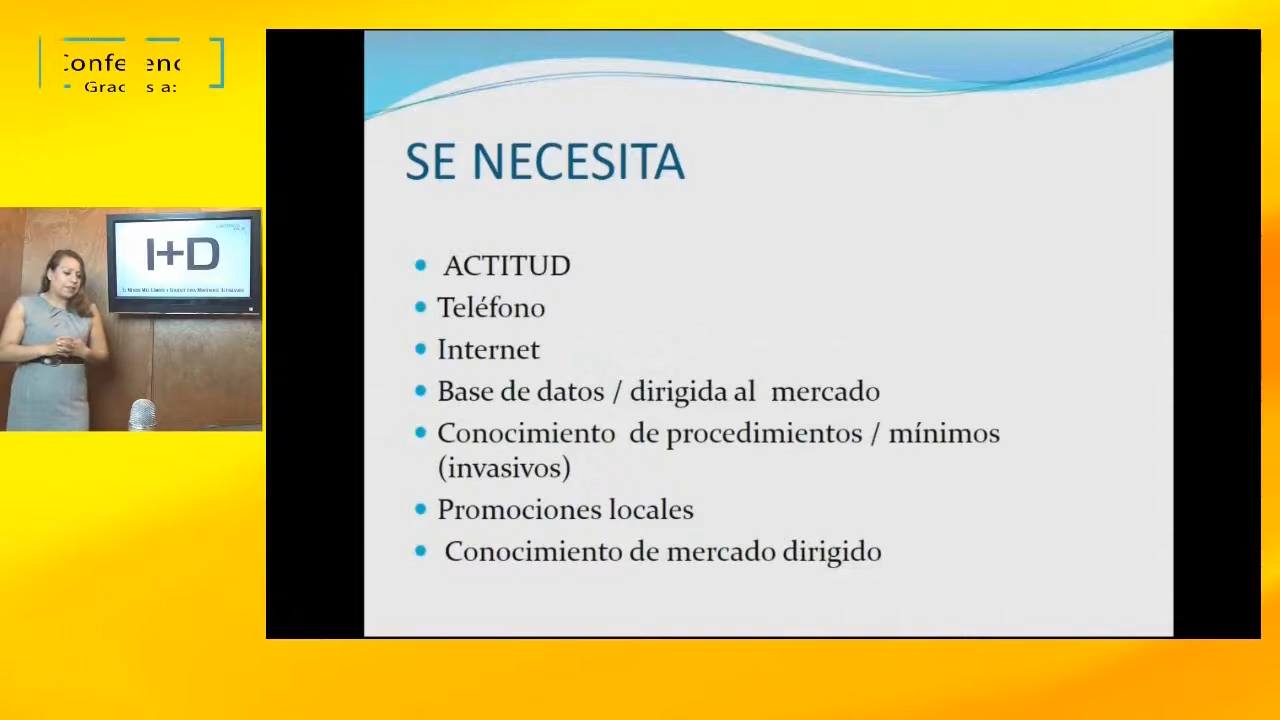 Gracias a:
I+D
SE NECESITA
ACTITUD
Teléfono
Internet
Base de datos / dirigida al mercado
Conocimiento de procedimientos / mínimos
(invasivos)
Promociones locales
Conocimiento de mercado dirigido